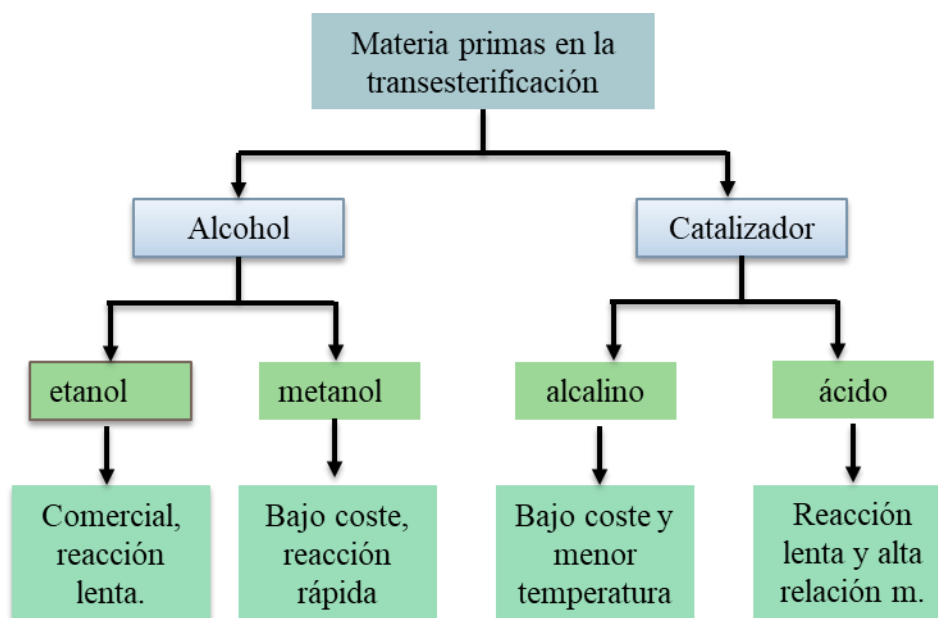 Materia primas en la
transesterificación
Alcohol
Catalizador
etanol
metanol
alcalino
ácido
Comercial,
reacción
lenta.
Bajo coste,
reacción
rápida
Bajo coste y
menor
temperatura
Reacción
lenta y alta
relación m.